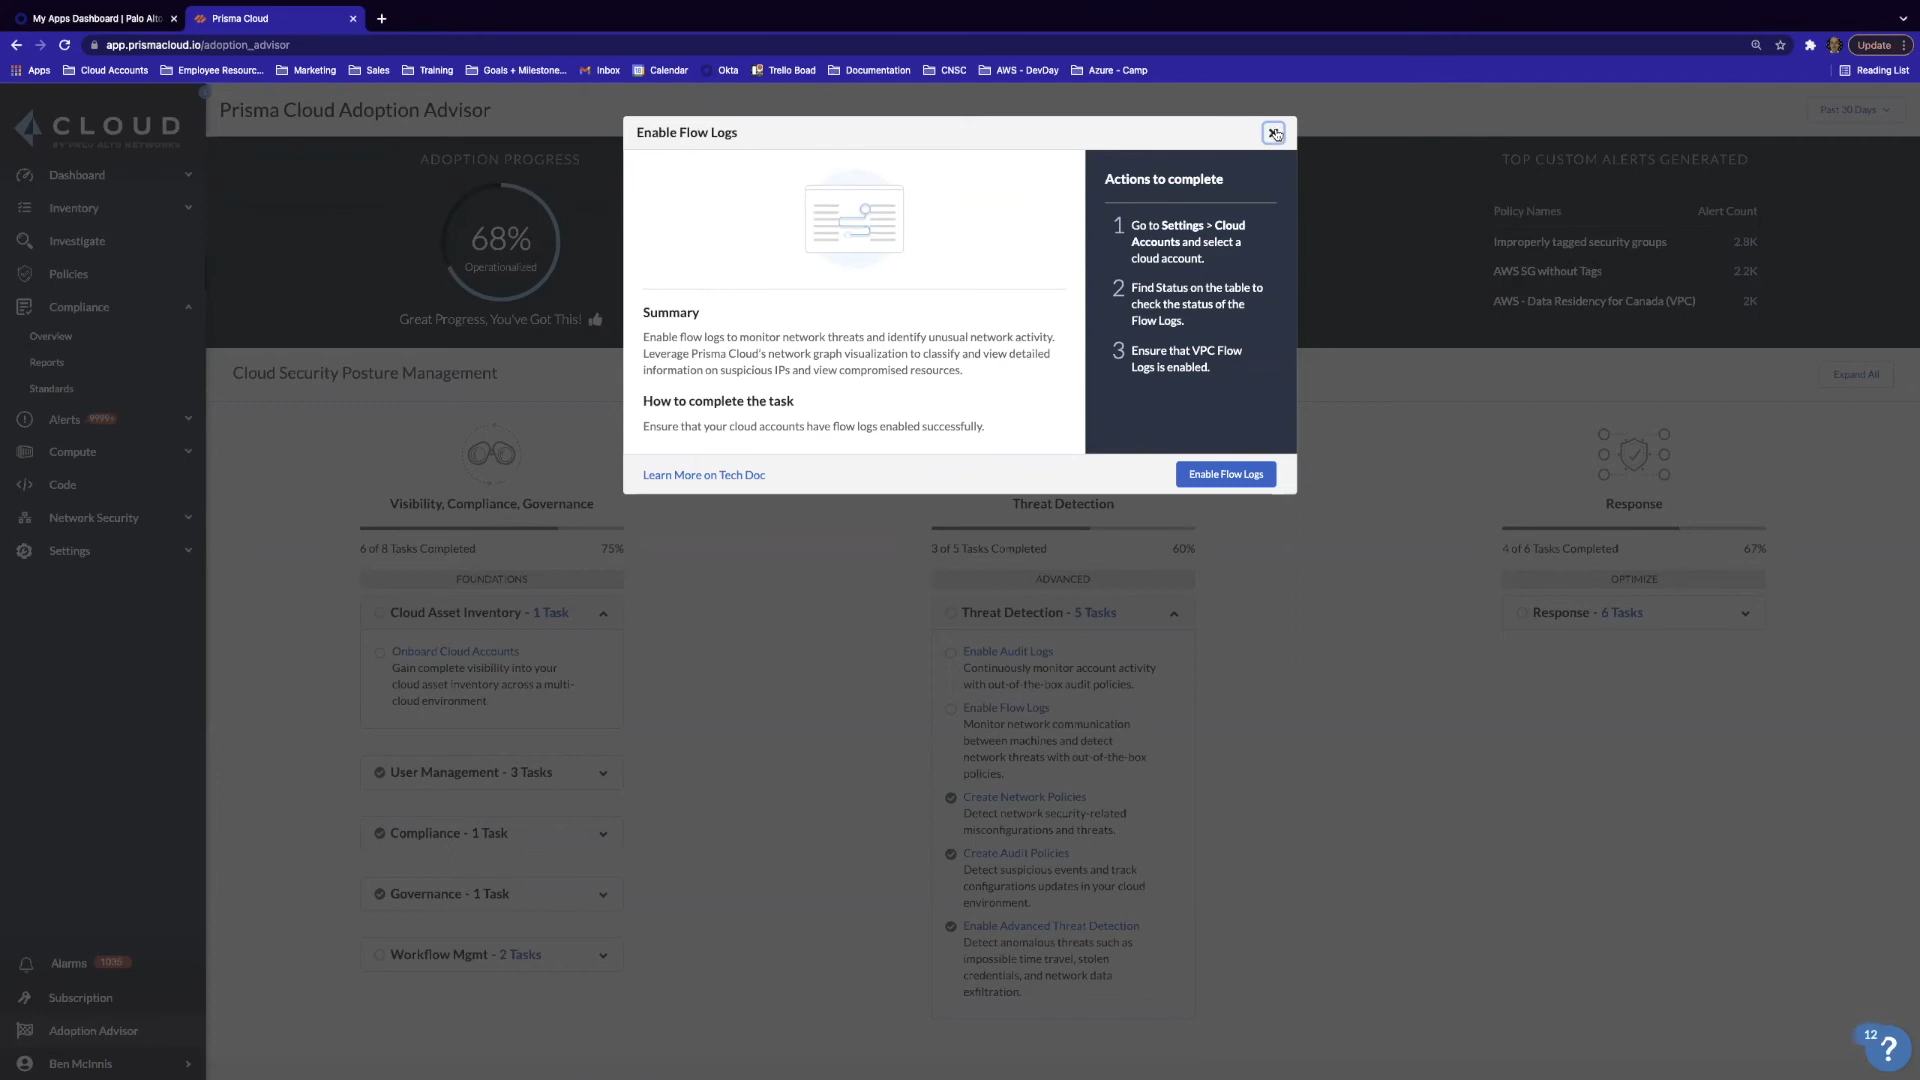 My Apps Dashboard | Palo Alto
Prisma Cloud
app.prismacloud.io/adoption_advisor
Update
Apps
Cloud Accounts
Employee Resourc...
Marketing
Sales
Training
Goals + Milestone...
Inbox
Calendar
Okta
Trello Boad
Documentation
CNSC
AWS - DevDay
Azure - Camp
Reading List
CLOUD
BY PALO ALTO NETWORKS
Dashboard
Inventory
Investigate
Policies
Compliance
Overview
Reports
Standards
Alerts 9999+
Compute
Code
Network Security
Settings
Alarms 1035
Subscription
Adoption Advisor
Ben McInnis
Prisma Cloud Adoption Advisor
Past 30 Days
ADOPTION PROGRESS
68%
Operationalized
Great Progress, You've Got This!
TOP CUSTOM ALERTS GENERATED
Policy Names Alert Count
Improperly tagged security groups 2.8K
AWS SG without Tags 2.2K
AWS - Data Residency for Canada (VPC) 2K
Cloud Security Posture Management
Expand All
Enable Flow Logs
Summary
Enable flow logs to monitor network threats and identify unusual network activity.
Leverage Prisma Cloud's network graph visualization to classify and view detailed
information on suspicious IPs and view compromised resources.
How to complete the task
Ensure that your cloud accounts have flow logs enabled successfully.
Actions to complete
1 Go to Settings > Cloud
Accounts and select a
cloud account.
2 Find Status on the table to
check the status of the
Flow Logs.
3 Ensure that VPC Flow
Logs is enabled.
Learn More on Tech Doc
Enable Flow Logs
Visibility, Compliance, Governance
6 of 8 Tasks Completed 75%
FOUNDATIONS
Cloud Asset Inventory - 1 Task
Onboard Cloud Accounts
Gain complete visibility into your
cloud asset inventory across a multi-
cloud environment
User Management - 3 Tasks
Compliance - 1 Task
Governance - 1 Task
Workflow Mgmt - 2 Tasks
Threat Detection
3 of 5 Tasks Completed 60%
ADVANCED
Threat Detection - 5 Tasks
Enable Audit Logs
Continuously monitor account activity
with out-of-the-box audit policies.
Enable Flow Logs
Monitor network communication
between machines and detect
network threats with out-of-the-box
policies.
Create Network Policies
Detect network security-related
misconfigurations and threats.
Create Audit Policies
Detect suspicious events and track
configurations updates in your cloud
environment.
Enable Advanced Threat Detection
Detect anomalous threats such as
impossible time travel, stolen
credentials, and network data
exfiltration.
Response
4 of 6 Tasks Completed 67%
OPTIMIZE
Response - 6 Tasks
12
?